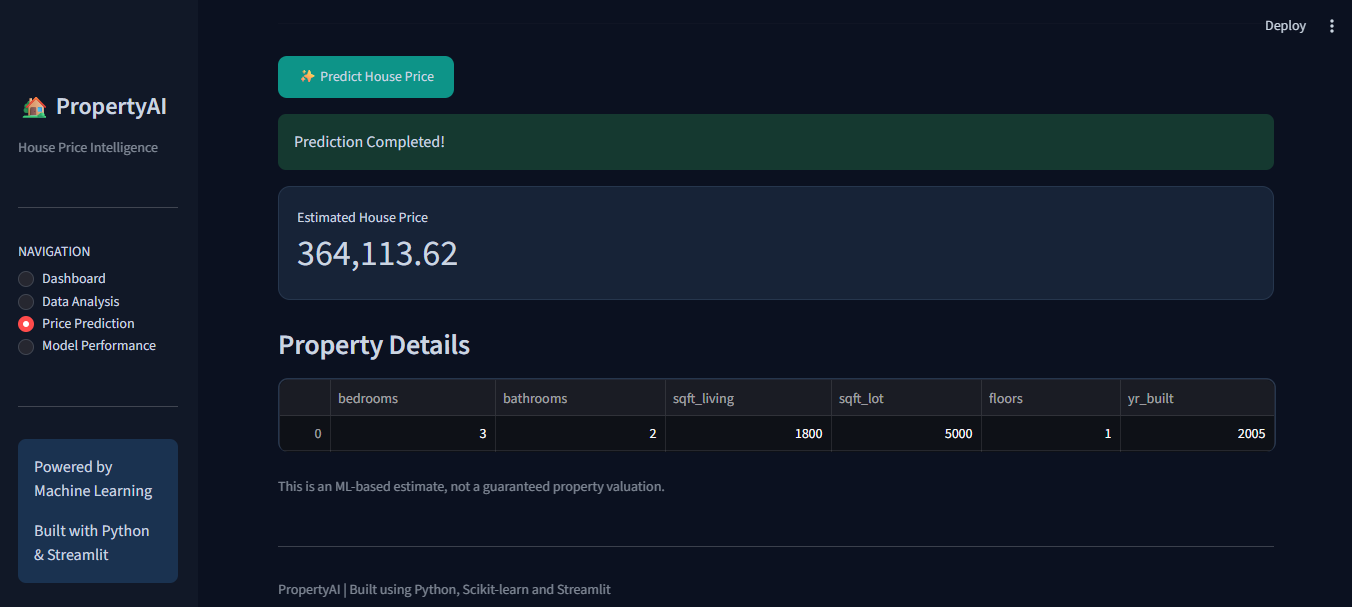 Deploy
PropertyAI
House Price Intelligence
NAVIGATION
Dashboard
Data Analysis
Price Prediction
Model Performance
Powered by
Machine Learning
Built with Python
& Streamlit
✨ Predict House Price
Prediction Completed!
Estimated House Price
364,113.62
Property Details
bedrooms bathrooms sqft_living sqft_lot floors yr_built
0 3 2 1800 5000 1 2005
This is an ML-based estimate, not a guaranteed property valuation.
PropertyAI | Built using Python, Scikit-learn and Streamlit